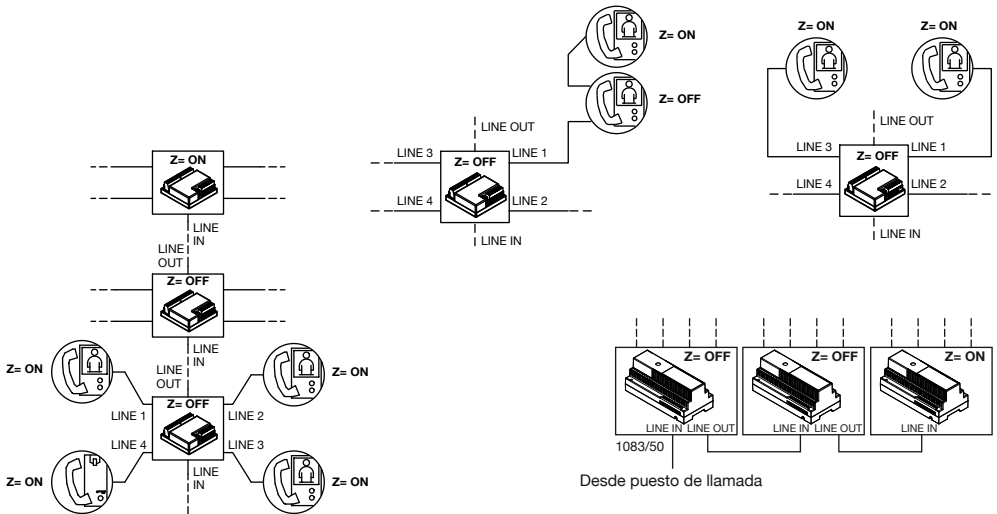 Z= ON
LINE
IN
LINE
OUT
Z= OFF
LINE
IN
LINE
OUT
Z= ON
Z= ON
Z= OFF
LINE 1
LINE 2
LINE 4
LINE 3
Z= ON
Z= ON
LINE
IN
Z= ON
Z= OFF
LINE OUT
LINE 3
Z= OFF
LINE 1
LINE 4
LINE 2
LINE IN
Z= ON
Z= ON
LINE OUT
LINE 3
Z= OFF
LINE 1
LINE 4
LINE 2
LINE IN
Z= OFF
Z= OFF
Z= ON
LINE IN
LINE OUT
LINE IN
LINE OUT
LINE IN
1083/50
Desde puesto de llamada